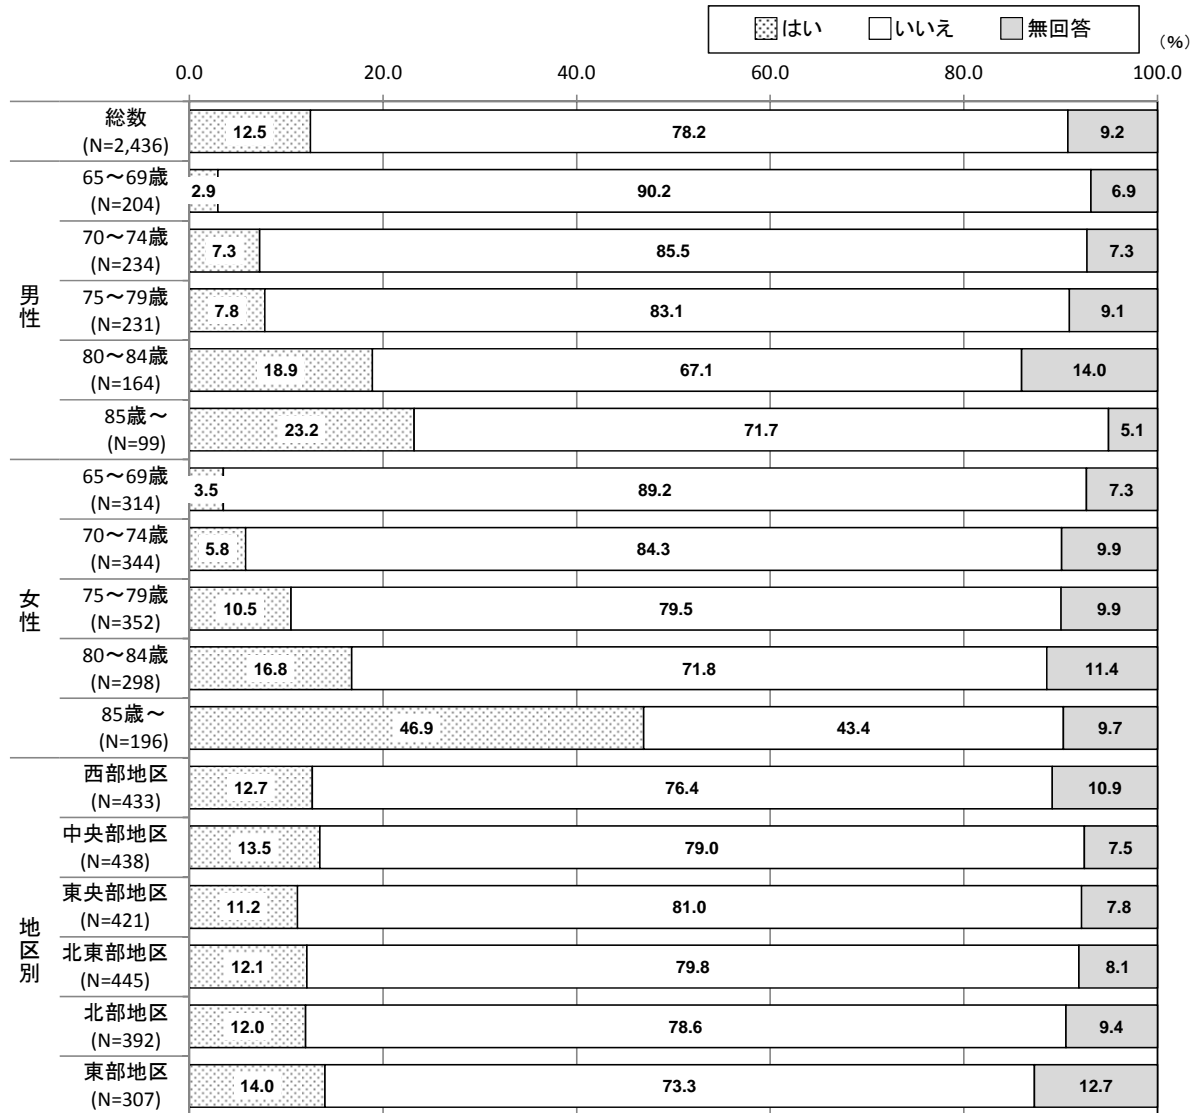 はい いいえ 無回答
（%）
0.0 20.0 40.0 60.0 80.0 100.0
総数
(N=2,436)
12.5 78.2 9.2
男性
65～69歳
(N=204)
2.9 90.2 6.9
70～74歳
(N=234)
7.3 85.5 7.3
75～79歳
(N=231)
7.8 83.1 9.1
80～84歳
(N=164)
18.9 67.1 14.0
85歳～
(N=99)
23.2 71.7 5.1
女性
65～69歳
(N=314)
3.5 89.2 7.3
70～74歳
(N=344)
5.8 84.3 9.9
75～79歳
(N=352)
10.5 79.5 9.9
80～84歳
(N=298)
16.8 71.8 11.4
85歳～
(N=196)
46.9 43.4 9.7
地区別
西部地区
(N=433)
12.7 76.4 10.9
中央部地区
(N=438)
13.5 79.0 7.5
東央部地区
(N=421)
11.2 81.0 7.8
北東部地区
(N=445)
12.1 79.8 8.1
北部地区
(N=392)
12.0 78.6 9.4
東部地区
(N=307)
14.0 73.3 12.7